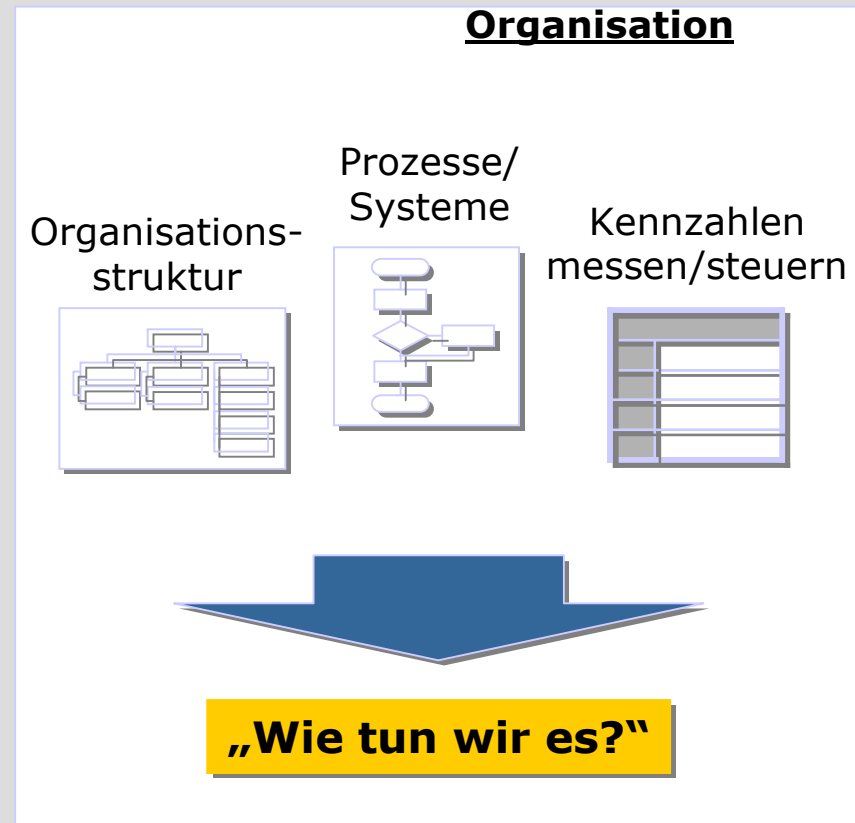 Organisation
Organisations-
struktur
Prozesse/
Systeme
Kennzahlen
messen/steuern
„Wie tun wir es?“